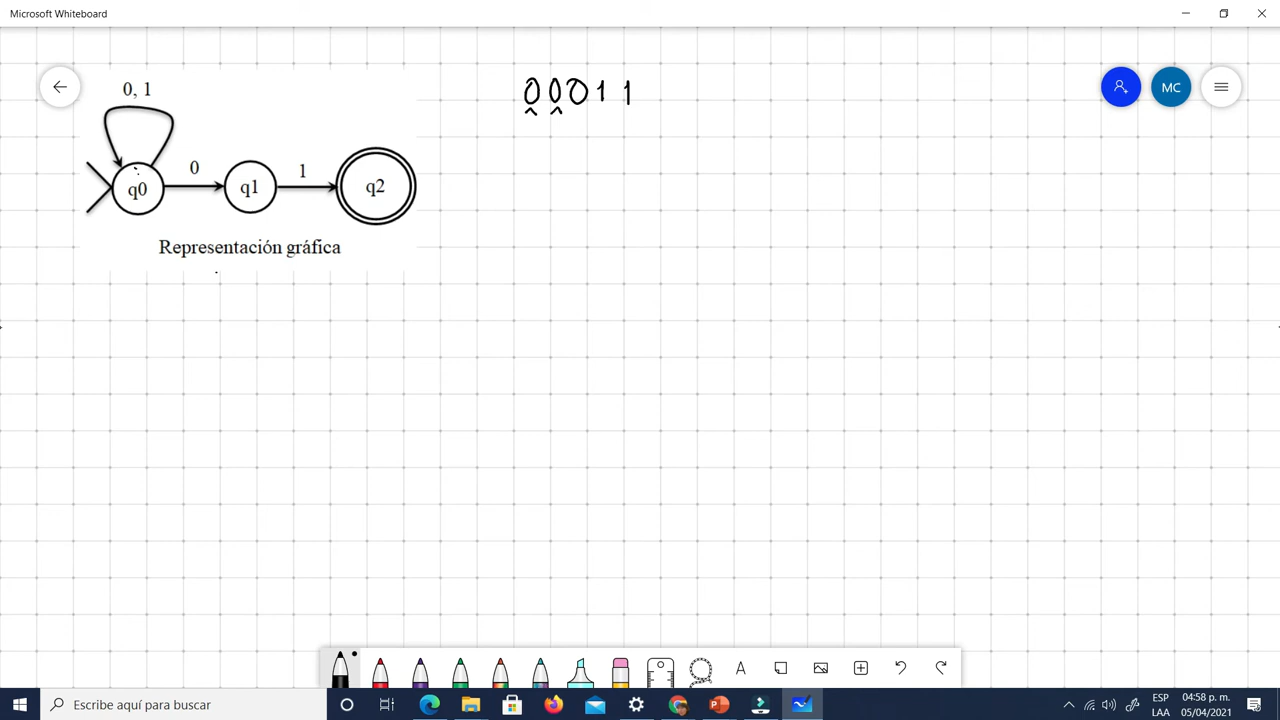 Microsoft Whiteboard
0, 1
0 0 0 1 1
MC
0
1
q0
q1
q2
Representación gráfica
A
Escribe aquí para buscar
ESP
LAA
04:58 p. m.
05/04/2021